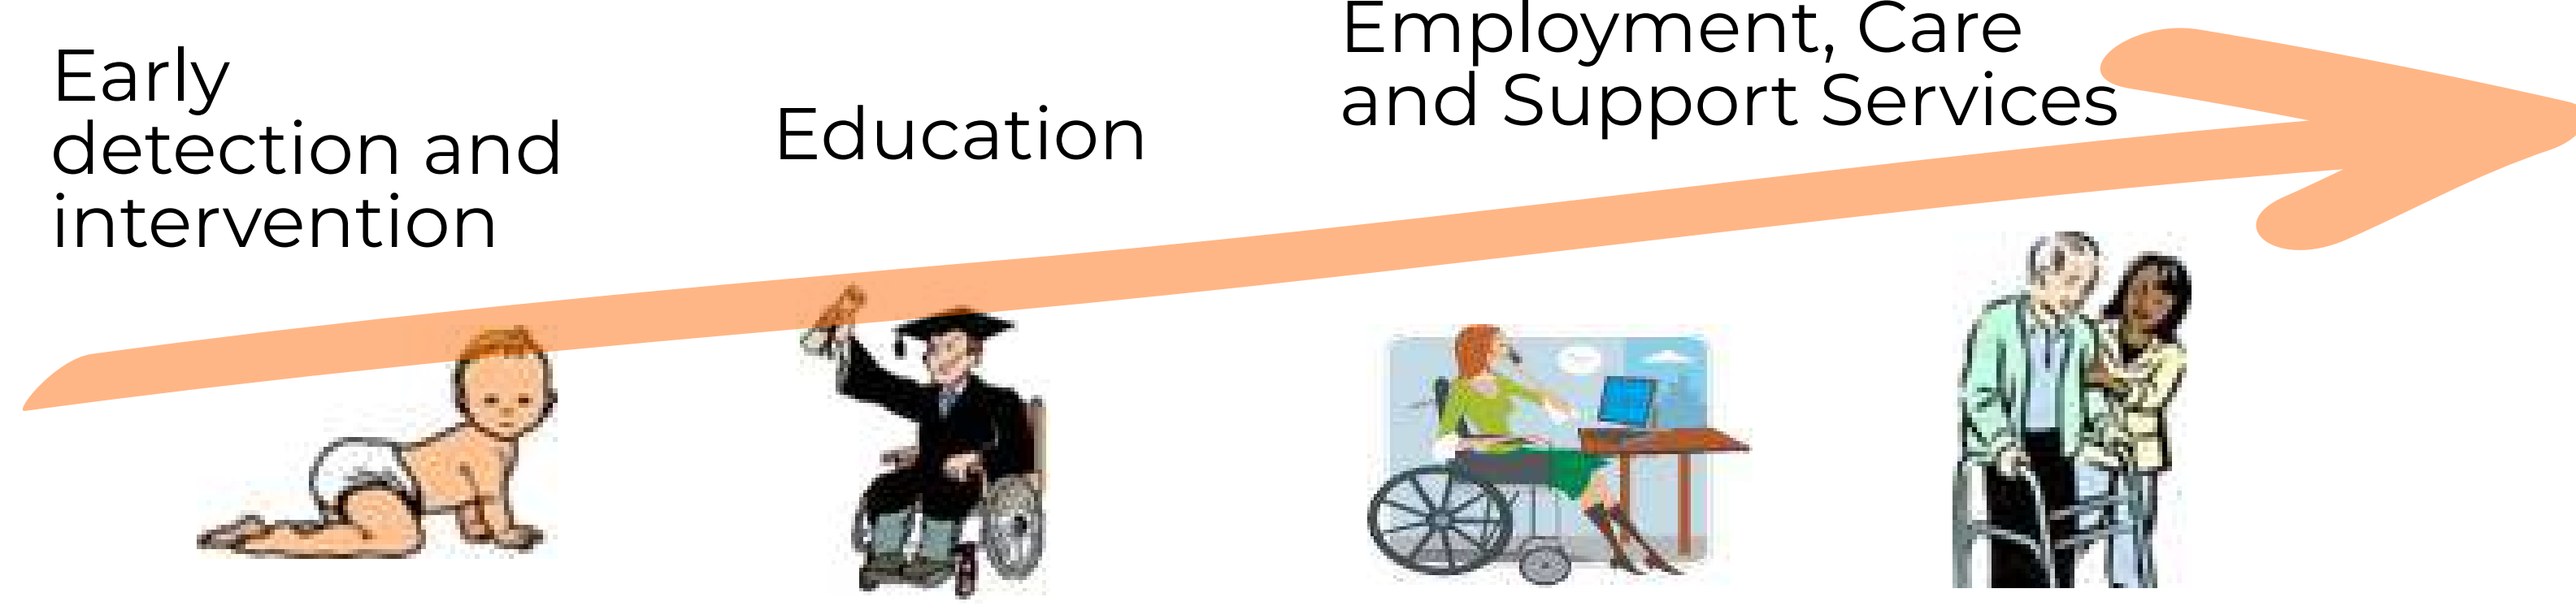 Early
detection and
intervention
Education
Employment, Care
and Support Services